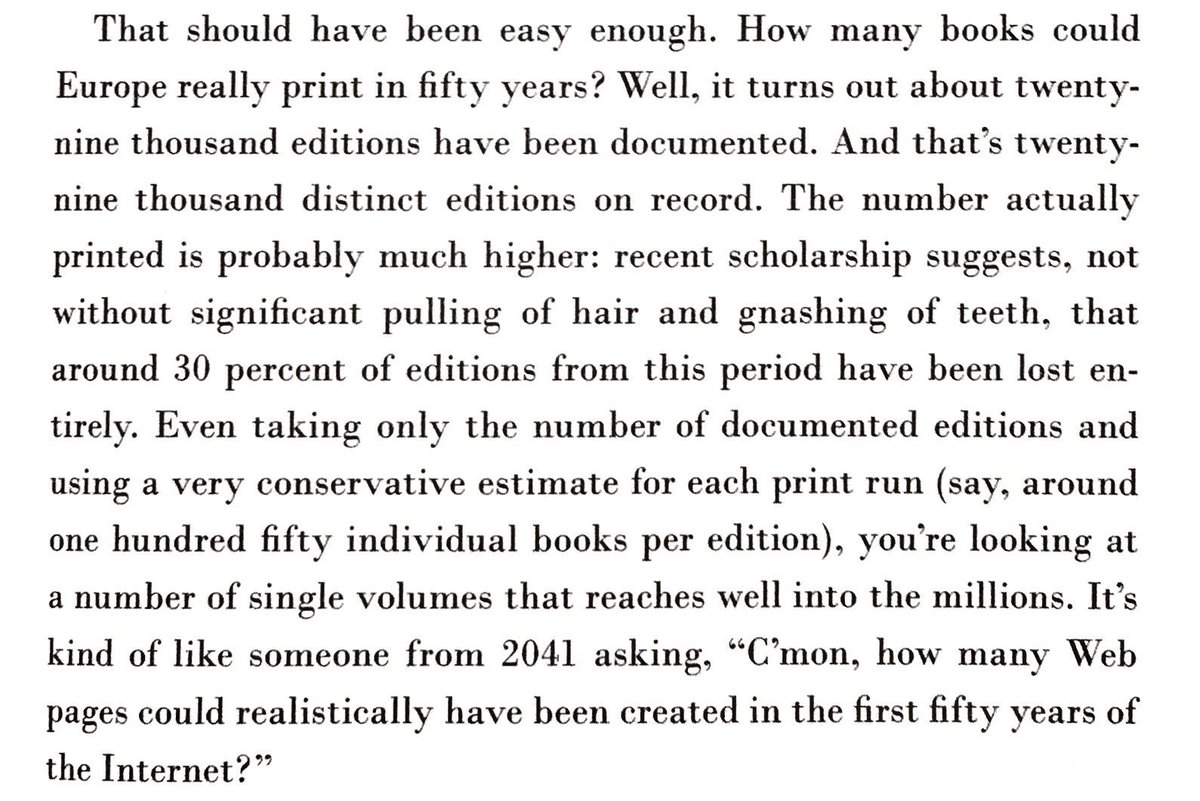 That should have been easy enough. How many books could
Europe really print in fifty years? Well, it turns out about twenty-
nine thousand editions have been documented. And that's twenty-
nine thousand distinct editions on record. The number actually
printed is probably much higher: recent scholarship suggests, not
without significant pulling of hair and gnashing of teeth, that
around 30 percent of editions from this period have been lost en-
tirely. Even taking only the number of documented editions and
using a very conservative estimate for each print run (say, around
one hundred fifty individual books per edition), you're looking at
a number of single volumes that reaches well into the millions. It's
kind of like someone from 2041 asking, “C'mon, how many Web
pages could realistically have been created in the first fifty years of
the Internet?”